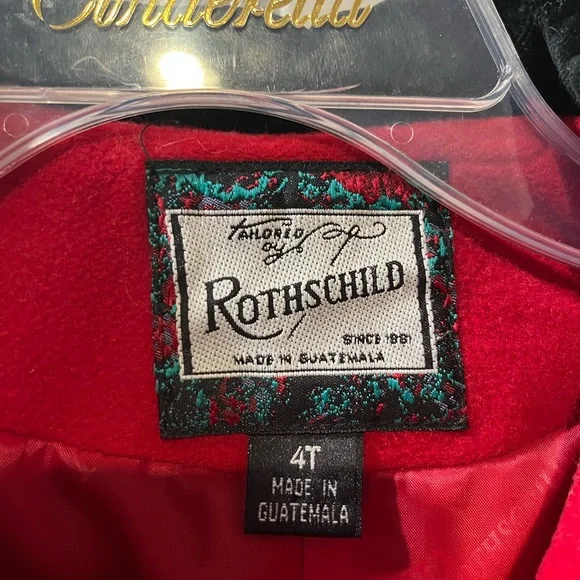 Cinderella
TAILORED
by
ROTHSCHILD
SINCE 1881
MADE IN GUATEMALA
4T
MADE IN
GUATEMALA